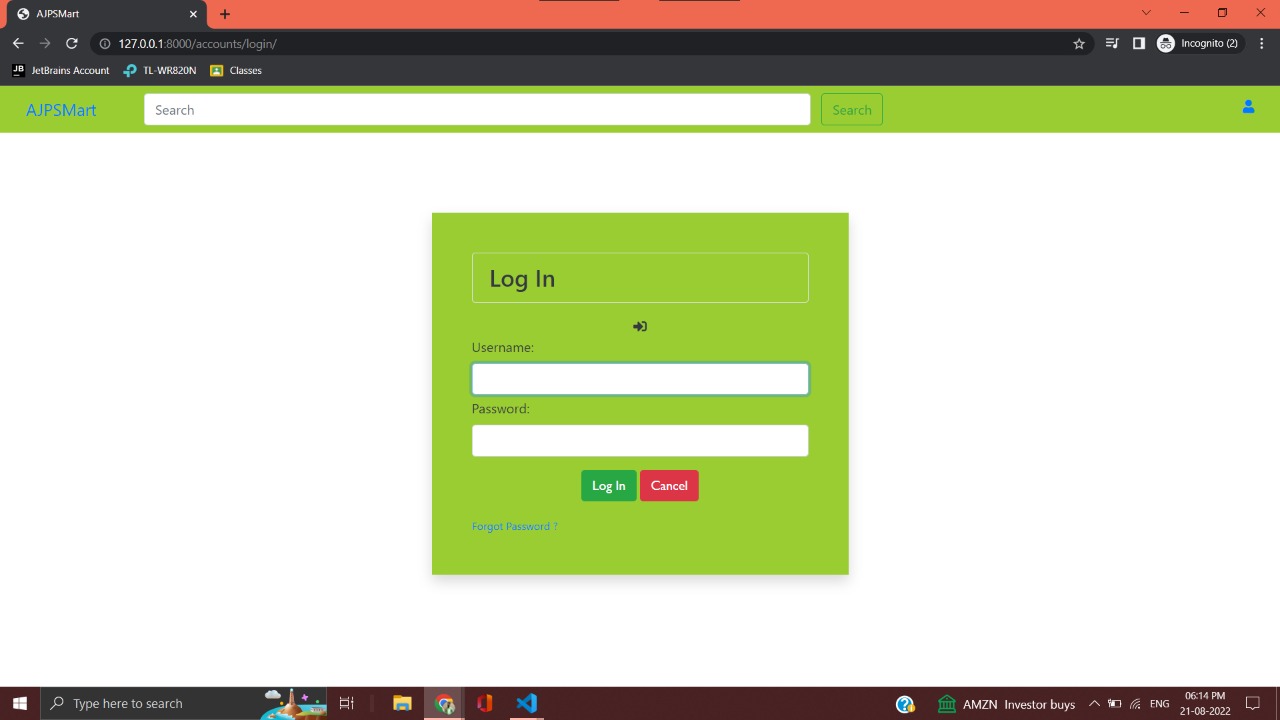 AJPSMart
127.0.0.1:8000/accounts/login/
Incognito (2)
JB JetBrains Account TL-WR820N Classes
AJPSMart Search Search
Log In
Username:
Password:
Log In Cancel
Forgot Password ?
Type here to search
AMZN Investor buys
ENG
06:14 PM
21-08-2022